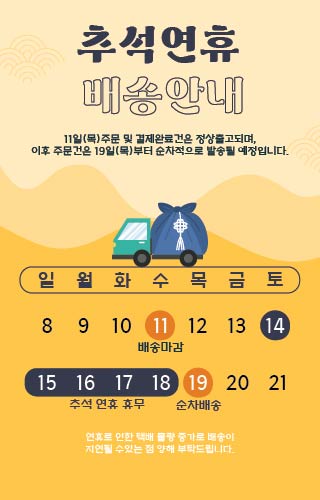 추석연휴
배송안내
11일(목)주문 및 결제완료건은 정상출고되며,
이후 주문건은 19일(목)부터 순차적으로 발송될 예정입니다.
일 월 화 수 목 금 토
8 9 10 11 12 13 14
배송마감
15 16 17 18 19 20 21
추석 연휴 휴무 순차배송
연휴로 인한 택배 물량 증가로 배송이
지연될 수있는 점 양해 부탁드립니다.